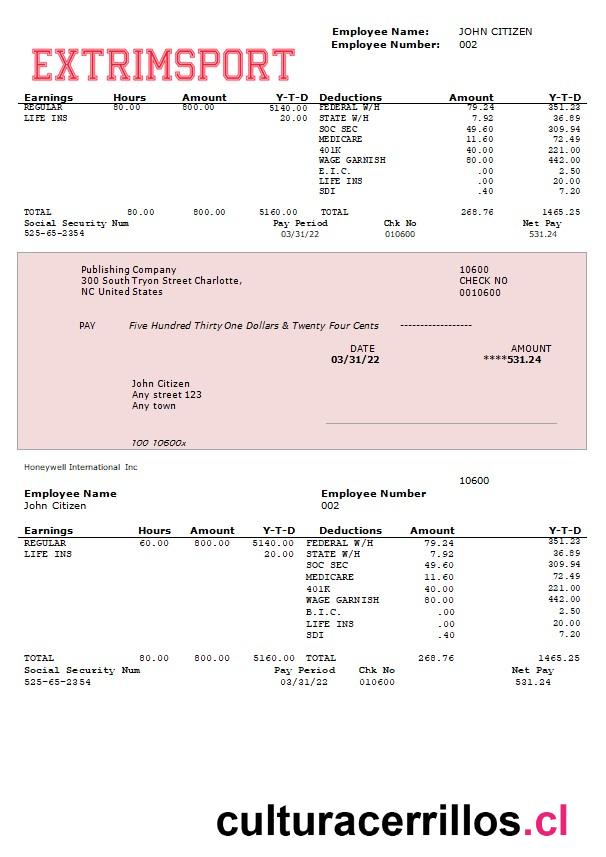 Employee Name: JOHN CITIZEN
Employee Number: 002
EXTRIMSPORT
Earnings Hours Amount Y-T-D Deductions Amount Y-T-D
REGULAR 80.00 800.00 5140.00 FEDERAL W/H 79.24 351.23
LIFE INS 20.00 STATE W/H 7.92 36.89
SOC SEC 49.60 309.94
MEDICARE 11.60 72.49
401K 40.00 221.00
WAGE GARNISH 80.00 442.00
E.I.C. .00 2.50
LIFE INS .00 20.00
SDI .40 7.20
TOTAL 80.00 800.00 5160.00 TOTAL 268.76 1465.25
Social Security Num Pay Period Chk No Net Pay
525-65-2354 03/31/22 010600 531.24
Publishing Company 10600
300 South Tryon Street Charlotte, CHECK NO
NC United States 0010600
PAY Five Hundred Thirty One Dollars & Twenty Four Cents ------------------
DATE AMOUNT
03/31/22 ****531.24
John Citizen
Any street 123
Any town
100 10600x
Honeywell International Inc
10600
Employee Name Employee Number
John Citizen 002
Earnings Hours Amount Y-T-D Deductions Amount Y-T-D
REGULAR 60.00 800.00 5140.00 FEDERAL W/H 79.24 351.23
LIFE INS 20.00 STATE W/H 7.92 36.89
SOC SEC 49.60 309.94
MEDICARE 11.60 72.49
401K 40.00 221.00
WAGE GARNISH 80.00 442.00
B.I.C. .00 2.50
LIFE INS .00 20.00
SDI .40 7.20
TOTAL 80.00 800.00 5160.00 TOTAL 268.76 1465.25
Social Security Num Pay Period Chk No Net Pay
525-65-2354 03/31/22 010600 531.24
culturacerrillos.cl